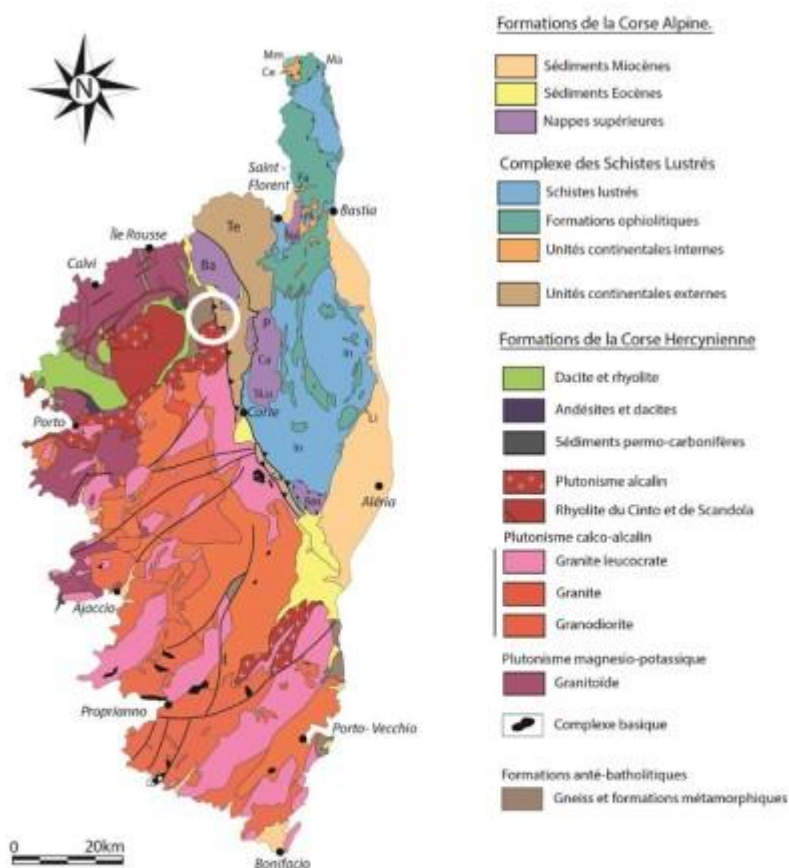 N
Mm
Ma
Ce
Saint-
Florent
Bastia
Te
Île Rousse
Calvi
Ba
P
Ca
In
Corte
Porto
Li
In
Aléria
Ajaccio
Proprianno
Porto-Vecchio
Bonifacio
0 20km
Formations de la Corse Alpine.
Sédiments Miocènes
Sédiments Eocènes
Nappes supérieures
Complexe des Schistes Lustrés
Schistes lustrés
Formations ophiolitiques
Unités continentales internes
Unités continentales externes
Formations de la Corse Hercynienne
Dacite et rhyolite
Andésites et dacites
Sédiments permo-carbonifères
Plutonisme alcalin
Rhyolite du Cinto et de Scandola
Plutonisme calco-alcalin
Granite leucocrate
Granite
Granodiorite
Plutonisme magnesio-potassique
Granitoïde
Complexe basique
Formations anté-batholitiques
Gneiss et formations métamorphiques